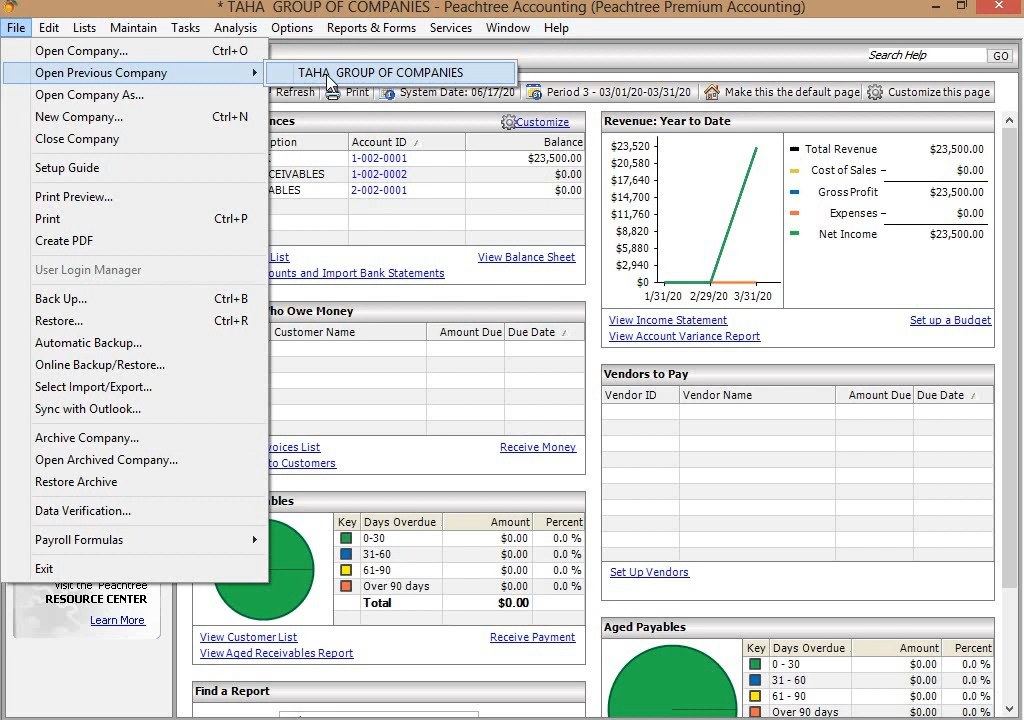 * TAHA  GROUP OF COMPANIES - Peachtree Accounting (Peachtree Premium Accounting)
File Edit Lists Maintain Tasks Analysis Options Reports & Forms Services Window Help
Open Company... Ctrl+O
Open Previous Company
Open Company As...
New Company... Ctrl+N
Close Company
Setup Guide
Print Preview...
Print Ctrl+P
Create PDF
User Login Manager
Back Up... Ctrl+B
Restore... Ctrl+R
Automatic Backup...
Online Backup/Restore...
Select Import/Export...
Sync with Outlook...
Archive Company...
Open Archived Company...
Restore Archive
Data Verification...
Payroll Formulas
Exit
TAHA  GROUP OF COMPANIES
Search Help GO
Refresh Print System Date: 06/17/20 Period 3 - 03/01/20-03/31/20 Make this the default page Customize this page
nces Customize
ption Account ID Balance
1-002-0001 $23,500.00
CEIVABLES 1-002-0002 $0.00
ABLES 2-002-0001 $0.00
List View Balance Sheet
ounts and Import Bank Statements
ho Owe Money
Customer Name Amount Due Due Date
voices List Receive Money
to Customers
bles
Key Days Overdue Amount Percent
0-30 $0.00 0.0 %
31-60 $0.00 0.0 %
61-90 $0.00 0.0 %
Over 90 days $0.00 0.0 %
Total $0.00
View Customer List Receive Payment
View Aged Receivables Report
Find a Report
Visit the Peachtree
RESOURCE CENTER
Learn More
Revenue: Year to Date
$23,520
$20,580
$17,640
$14,700
$11,760
$8,820
$5,880
$2,940
$0
1/31/20 2/29/20 3/31/20
Total Revenue $23,500.00
Cost of Sales – $0.00
Gross Profit $23,500.00
Expenses – $0.00
Net Income $23,500.00
View Income Statement Set up a Budget
View Account Variance Report
Vendors to Pay
Vendor ID Vendor Name Amount Due Due Date
Set Up Vendors
Aged Payables
Key Days Overdue Amount Percent
0 - 30 $0.00 0.0 %
31 - 60 $0.00 0.0 %
61 - 90 $0.00 0.0 %
Over 90 days $0.00 0.0 %